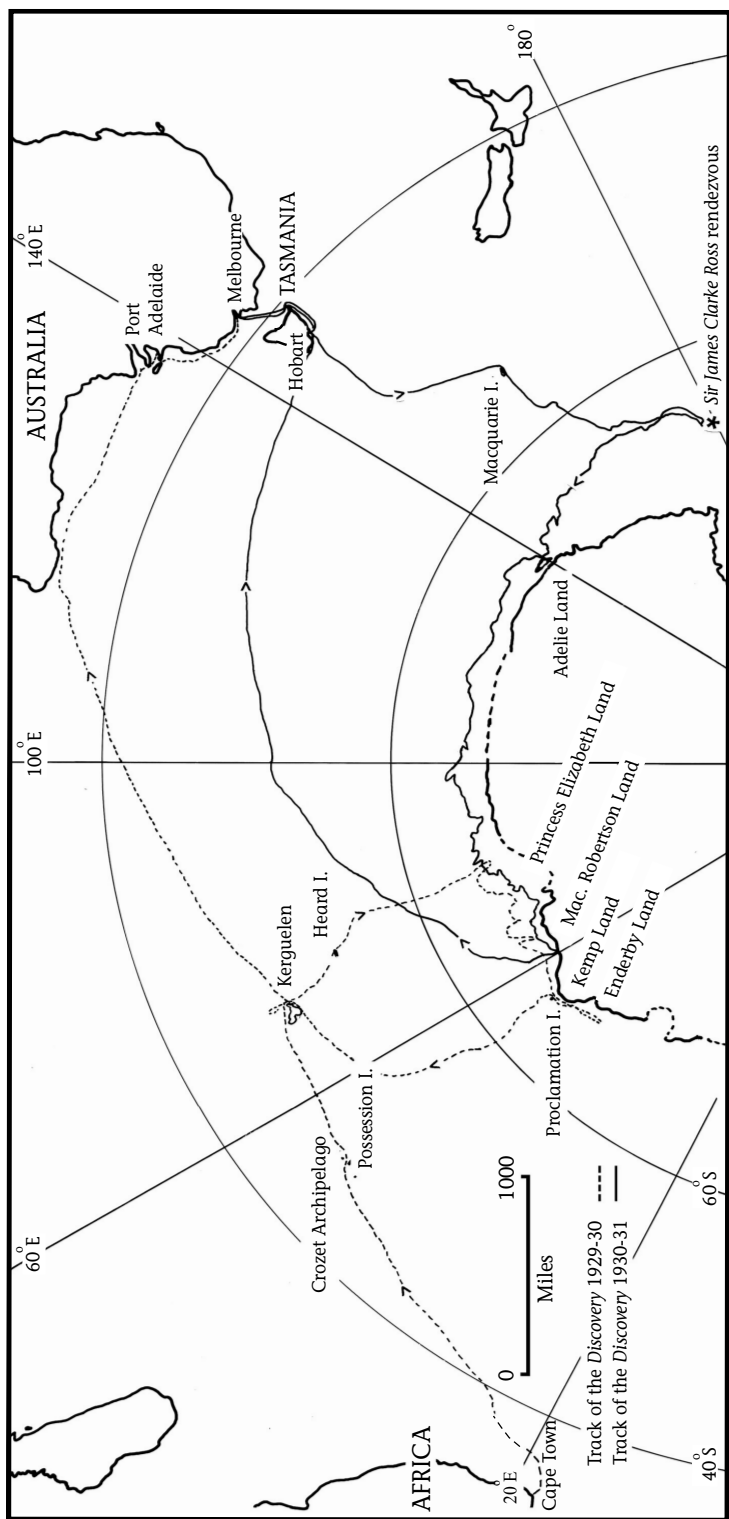 180°
140° E
AUSTRALIA
Port
Adelaide
Melbourne
TASMANIA
Hobart
Macquarie I.
* Sir James Clarke Ross rendezvous
Adelie Land
100° E
Princess Elizabeth Land
Mac. Robertson Land
Kemp Land
Enderby Land
Heard I.
Kerguelen
Possession I.
Proclamation I.
Crozet Archipelago
60° E
60° S
0 1000
Miles
Track of the Discovery 1929-30
Track of the Discovery 1930-31
AFRICA
20° E
Cape Town
40° S